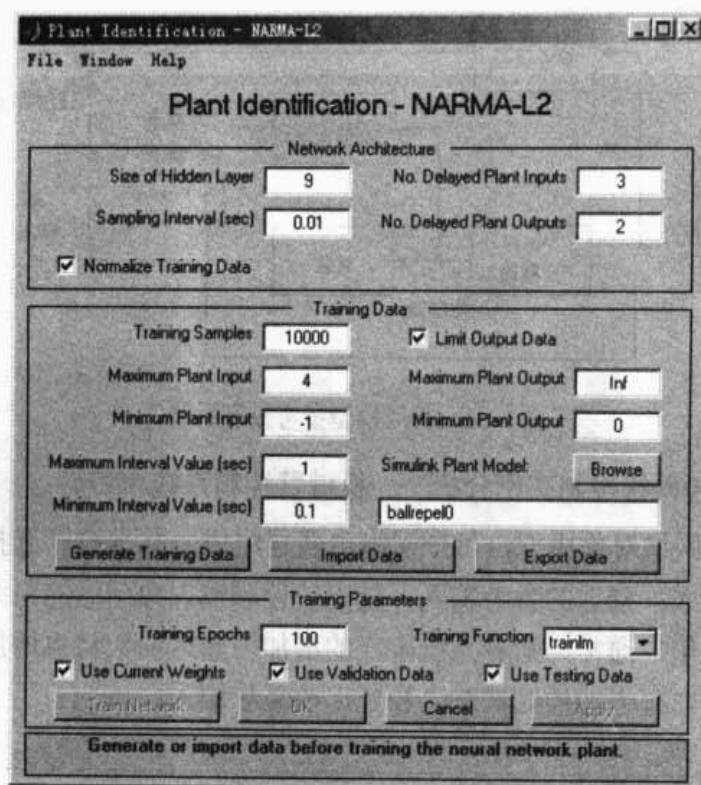 Plant Identification - NARMA-L2
File Window Help
Plant Identification - NARMA-L2
Network Architecture
Size of Hidden Layer 9 No. Delayed Plant Inputs 3
Sampling Interval (sec) 0.01 No. Delayed Plant Outputs 2
Normalize Training Data
Training Data
Training Samples 10000 Limit Output Data
Maximum Plant Input 4 Maximum Plant Output Inf
Minimum Plant Input -1 Minimum Plant Output 0
Maximum Interval Value (sec) 1 Simulink Plant Model: Browse
Minimum Interval Value (sec) 0.1 ballrepel0
Generate Training Data Import Data Export Data
Training Parameters
Training Epochs 100 Training Function trainlm
Use Current Weights Use Validation Data Use Testing Data
Train Network OK Cancel Apply
Generate or import data before training the neural network plant.